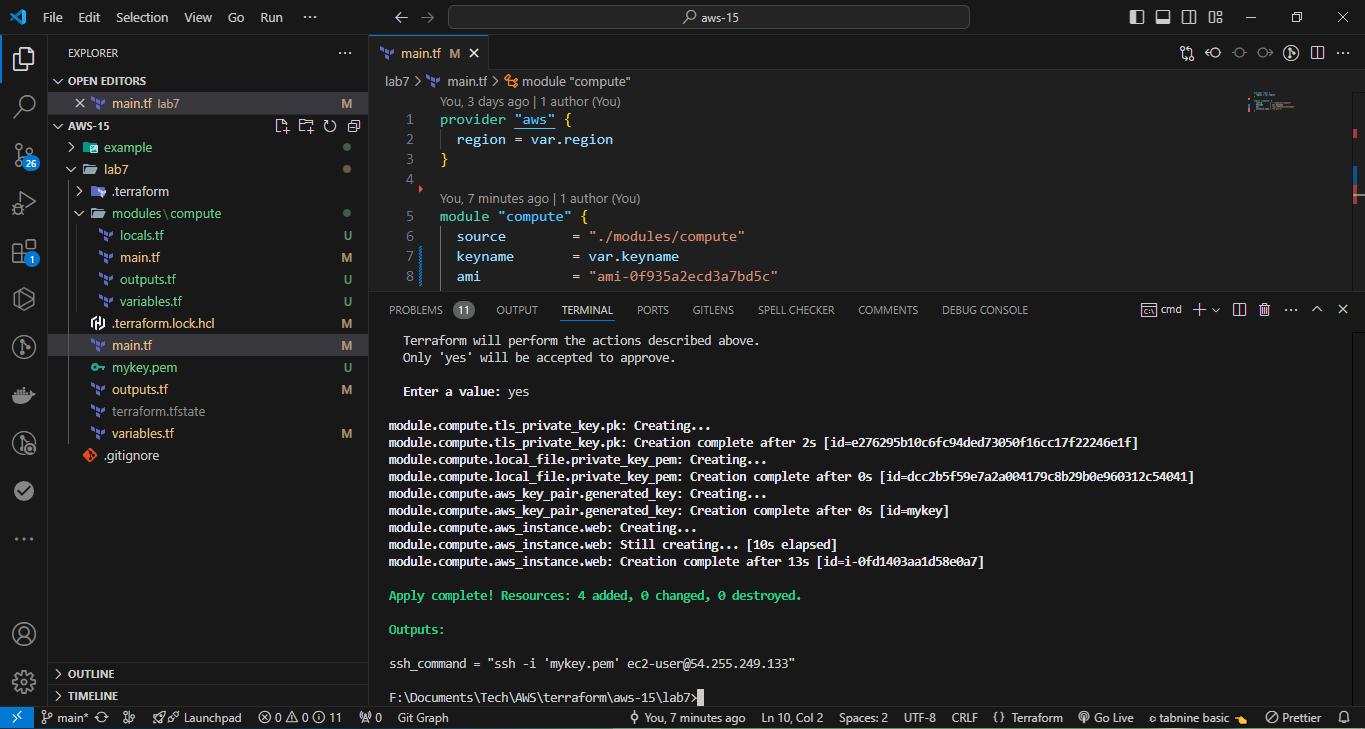 File Edit Selection View Go Run ···
aws-15
EXPLORER
OPEN EDITORS
main.tf lab7 M
AWS-15
example
lab7
.terraform
modules\compute
locals.tf U
main.tf M
outputs.tf U
variables.tf U
.terraform.lock.hcl M
main.tf M
mykey.pem U
outputs.tf M
terraform.tfstate
variables.tf M
.gitignore
OUTLINE
TIMELINE
26
1
main.tf M
lab7 > main.tf > module "compute"
You, 3 days ago | 1 author (You)
1 provider "aws" {
2 region = var.region
3 }
4
You, 7 minutes ago | 1 author (You)
5 module "compute" {
6 source = "./modules/compute"
7 keyname = var.keyname
8 ami = "ami-0f935a2ecd3a7bd5c"
PROBLEMS 11 OUTPUT TERMINAL PORTS GITLENS SPELL CHECKER COMMENTS DEBUG CONSOLE cmd
Terraform will perform the actions described above.
Only 'yes' will be accepted to approve.
Enter a value: yes
module.compute.tls_private_key.pk: Creating...
module.compute.tls_private_key.pk: Creation complete after 2s [id=e276295b10c6fc94ded73050f16cc17f22246e1f]
module.compute.local_file.private_key_pem: Creating...
module.compute.local_file.private_key_pem: Creation complete after 0s [id=dcc2b5f59e7a2a004179c8b29b0e960312c54041]
module.compute.aws_key_pair.generated_key: Creating...
module.compute.aws_key_pair.generated_key: Creation complete after 0s [id=mykey]
module.compute.aws_instance.web: Creating...
module.compute.aws_instance.web: Still creating... [10s elapsed]
module.compute.aws_instance.web: Creation complete after 13s [id=i-0fd1403aa1d58e0a7]
Apply complete! Resources: 4 added, 0 changed, 0 destroyed.
Outputs:
ssh_command = "ssh -i 'mykey.pem' ec2-user@54.255.249.133"
F:\Documents\Tech\AWS\terraform\aws-15\lab7>
main* Launchpad 0 0 11 0 Git Graph You, 7 minutes ago Ln 10, Col 2 Spaces: 2 UTF-8 CRLF {} Terraform Go Live tabnine basic Prettier